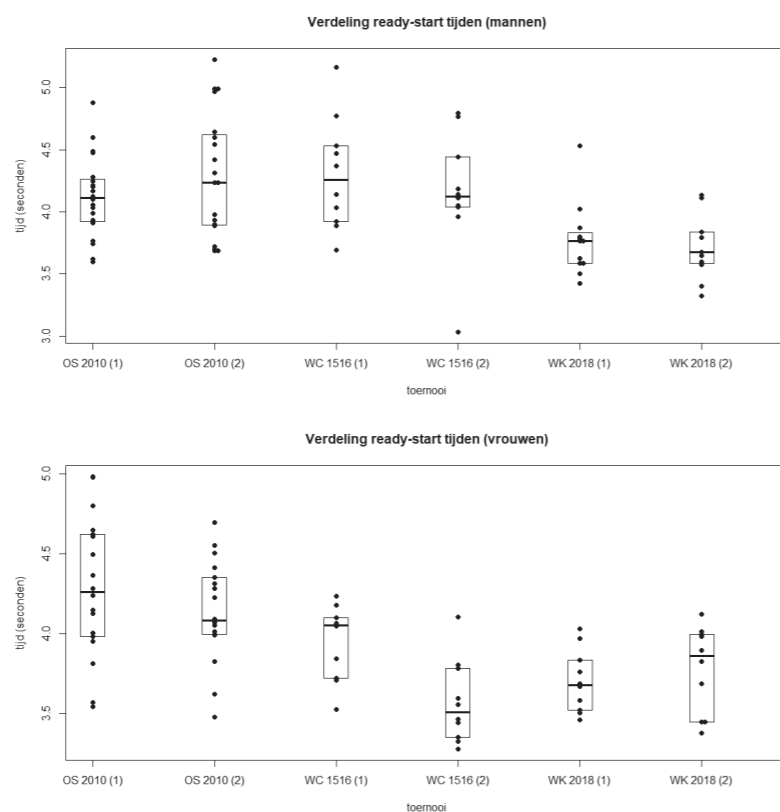 Verdeling ready-start tijden (mannen)
tijd (seconden)
5.0
4.5
4.0
3.5
3.0
OS 2010 (1) OS 2010 (2) WC 1516 (1) WC 1516 (2) WK 2018 (1) WK 2018 (2)
toernooi
Verdeling ready-start tijden (vrouwen)
tijd (seconden)
5.0
4.5
4.0
3.5
OS 2010 (1) OS 2010 (2) WC 1516 (1) WC 1516 (2) WK 2018 (1) WK 2018 (2)
toernooi